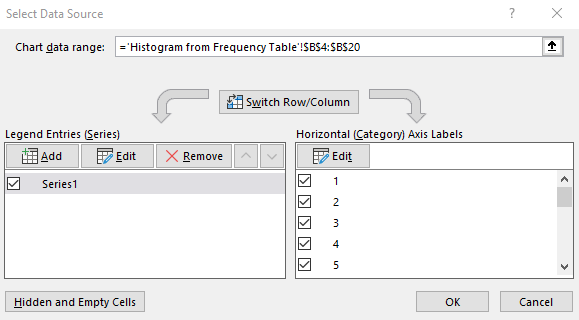 Select Data Source
? ×
Chart data range: ='Histogram from Frequency Table'!$B$4:$B$20
Switch Row/Column
Legend Entries (Series)
Add Edit Remove
Series1
Horizontal (Category) Axis Labels
Edit
1
2
3
4
5
Hidden and Empty Cells
OK Cancel